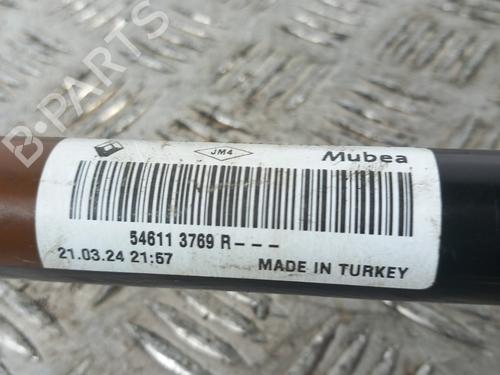 B-PARTS
JM4
Mubea
54611 3769 R---
21.03.24 21:57
MADE IN TURKEY